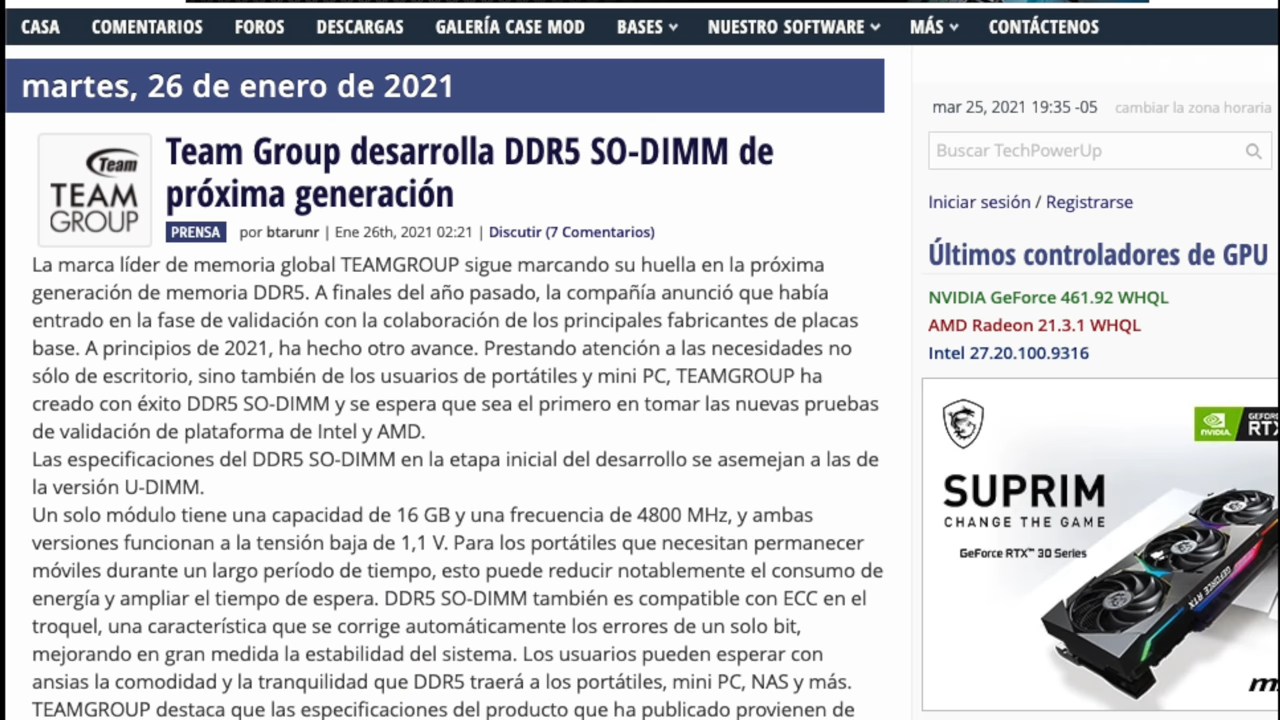 CASA COMENTARIOS FOROS DESCARGAS GALERÍA CASE MOD BASES NUESTRO SOFTWARE MÁS CONTÁCTENOS
martes, 26 de enero de 2021
Team
TEAM
GROUP
Team Group desarrolla DDR5 SO-DIMM de
próxima generación
PRENSA por btarunr | Ene 26th, 2021 02:21 | Discutir (7 Comentarios)
La marca líder de memoria global TEAMGROUP sigue marcando su huella en la próxima
generación de memoria DDR5. A finales del año pasado, la compañía anunció que había
entrado en la fase de validación con la colaboración de los principales fabricantes de placas
base. A principios de 2021, ha hecho otro avance. Prestando atención a las necesidades no
sólo de escritorio, sino también de los usuarios de portátiles y mini PC, TEAMGROUP ha
creado con éxito DDR5 SO-DIMM y se espera que sea el primero en tomar las nuevas pruebas
de validación de plataforma de Intel y AMD.
Las especificaciones del DDR5 SO-DIMM en la etapa inicial del desarrollo se asemejan a las de
la versión U-DIMM.
Un solo módulo tiene una capacidad de 16 GB y una frecuencia de 4800 MHz, y ambas
versiones funcionan a la tensión baja de 1,1 V. Para los portátiles que necesitan permanecer
móviles durante un largo período de tiempo, esto puede reducir notablemente el consumo de
energía y ampliar el tiempo de espera. DDR5 SO-DIMM también es compatible con ECC en el
troquel, una característica que se corrige automáticamente los errores de un solo bit,
mejorando en gran medida la estabilidad del sistema. Los usuarios pueden esperar con
ansias la comodidad y la tranquilidad que DDR5 traerá a los portátiles, mini PC, NAS y más.
TEAMGROUP destaca que las especificaciones del producto que ha publicado provienen de
mar 25, 2021 19:35 -05 cambiar la zona horaria
Buscar TechPowerUp
Iniciar sesión / Registrarse
Últimos controladores de GPU
NVIDIA GeForce 461.92 WHQL
AMD Radeon 21.3.1 WHQL
Intel 27.20.100.9316
NVIDIA.
SUPRIM
CHANGE THE GAME
GeForce RTX™ 30 Series
GEFORCE RTX